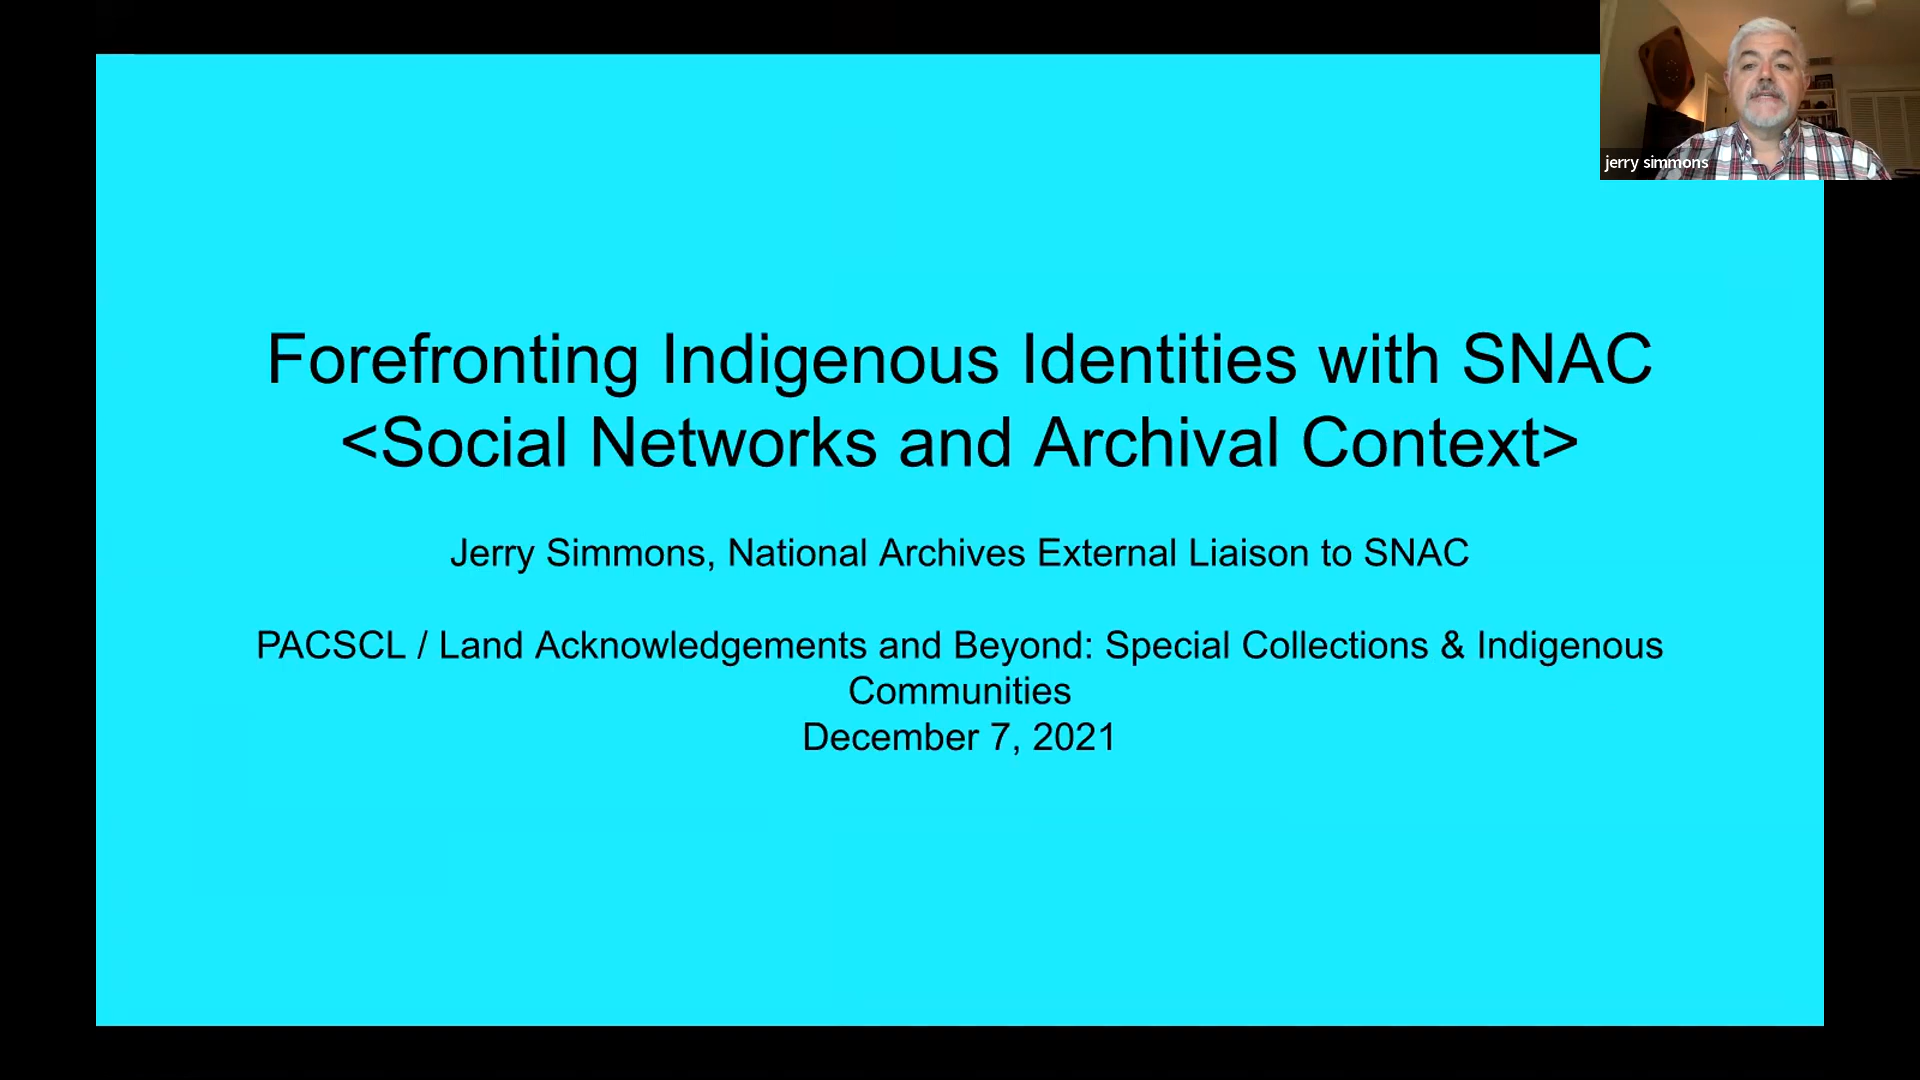 jerry simmons
Forefronting Indigenous Identities with SNAC
<Social Networks and Archival Context>
Jerry Simmons, National Archives External Liaison to SNAC
PACSCL / Land Acknowledgements and Beyond: Special Collections & Indigenous
Communities
December 7, 2021